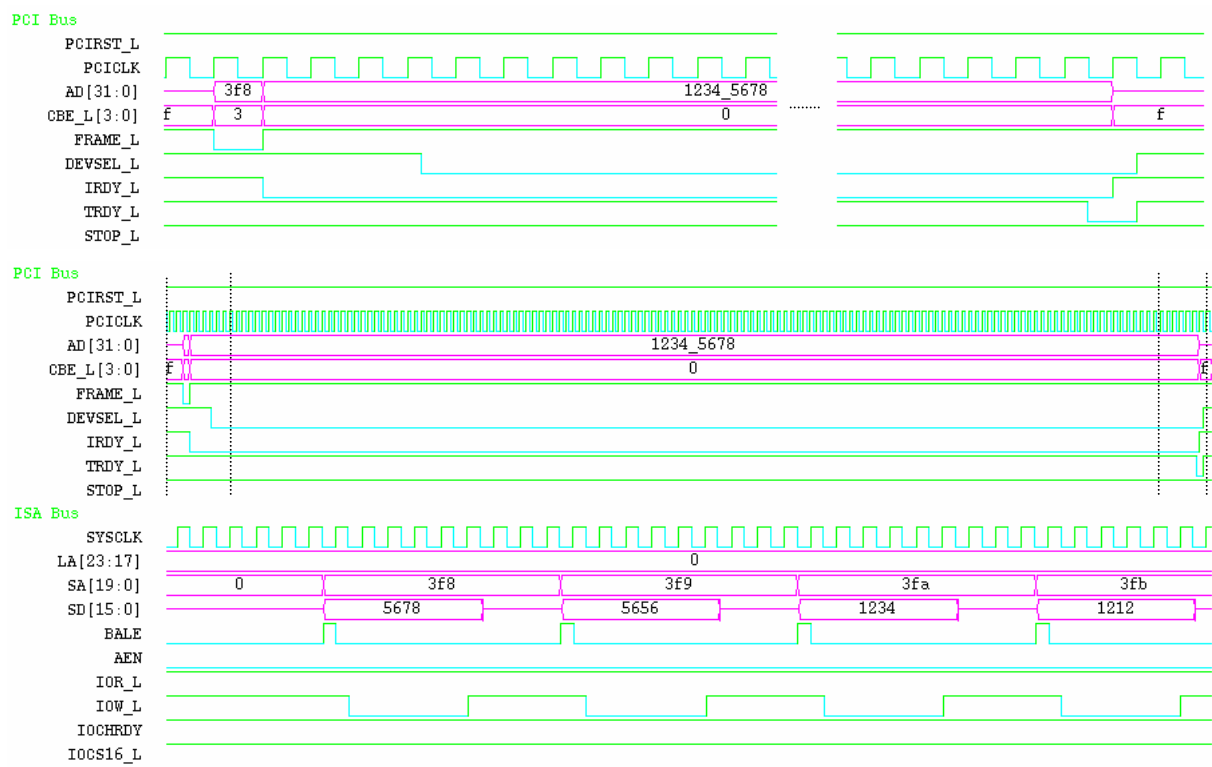 PCI Bus
PCIRST_L
PCICLK
AD[31:0] 3f8 1234_5678
CBE_L[3:0] f 3 0 f
FRAME_L
DEVSEL_L
IRDY_L
TRDY_L
STOP_L
PCI Bus
PCIRST_L
PCICLK
AD[31:0] 1234_5678
CBE_L[3:0] f 0 f
FRAME_L
DEVSEL_L
IRDY_L
TRDY_L
STOP_L
ISA Bus
SYSCLK
LA[23:17] 0
SA[19:0] 0 3f8 3f9 3fa 3fb
SD[15:0] 5678 5656 1234 1212
BALE
AEN
IOR_L
IOW_L
IOCHRDY
IOCS16_L